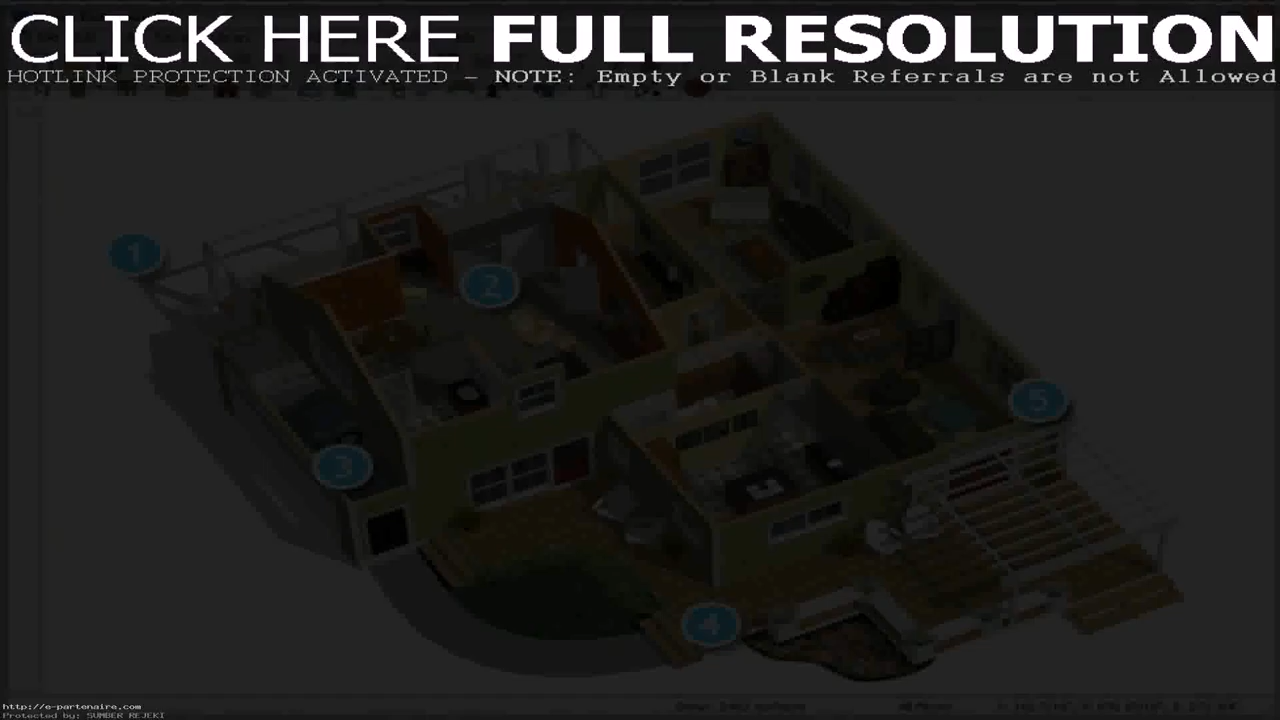 CLICK HERE FULL RESOLUTION
HOTLINK PROTECTION ACTIVATED – NOTE: Empty or Blank Referrals are not Allowed
1
2
3
5
4
http://e-partenaire.com
Protected by: SUMBER REJEKI